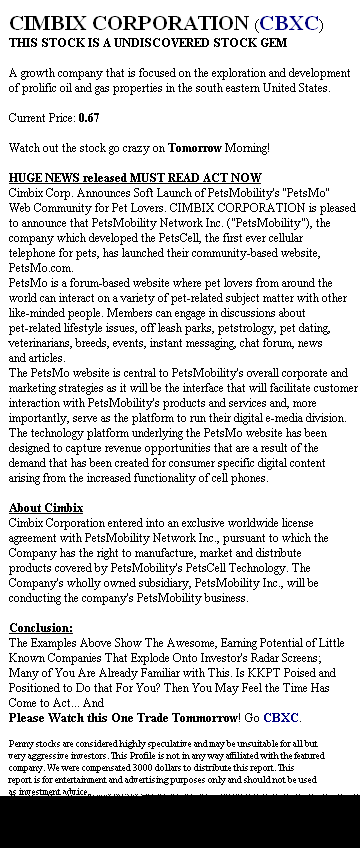 CIMBIX CORPORATION (CBXC)
THIS STOCK IS A UNDISCOVERED STOCK GEM
A growth company that is focused on the exploration and development
of prolific oil and gas properties in the south eastern United States.
Current Price: 0.67
Watch out the stock go crazy on Tomorrow Morning!
HUGE NEWS released MUST READ ACT NOW
Cimbix Corp. Announces Soft Launch of PetsMobility's "PetsMo"
Web Community for Pet Lovers. CIMBIX CORPORATION is pleased
to announce that PetsMobility Network Inc. ("PetsMobility"), the
company which developed the PetsCell, the first ever cellular
telephone for pets, has launched their community-based website,
PetsMo.com.
PetsMo is a forum-based website where pet lovers from around the
world can interact on a variety of pet-related subject matter with other
like-minded people. Members can engage in discussions about
pet-related lifestyle issues, off leash parks, petstrology, pet dating,
veterinarians, breeds, events, instant messaging, chat forum, news
and articles.
The PetsMo website is central to PetsMobility's overall corporate and
marketing strategies as it will be the interface that will facilitate customer
interaction with PetsMobility's products and services and, more
importantly, serve as the platform to run their digital e-media division.
The technology platform underlying the PetsMo website has been
designed to capture revenue opportunities that are a result of the
demand that has been created for consumer specific digital content
arising from the increased functionality of cell phones.
About Cimbix
Cimbix Corporation entered into an exclusive worldwide license
agreement with PetsMobility Network Inc., pursuant to which the
Company has the right to manufacture, market and distribute
products covered by PetsMobility's PetsCell Technology. The
Company's wholly owned subsidiary, PetsMobility Inc., will be
conducting the company's PetsMobility business.
Conclusion:
The Examples Above Show The Awesome, Earning Potential of Little
Known Companies That Explode Onto Investor's Radar Screens;
Many of You Are Already Familiar with This. Is KKPT Poised and
Positioned to Do that For You? Then You May Feel the Time Has
Come to Act... And
Please Watch this One Trade Tommorrow! Go CBXC.
Penny stocks are considered highly speculative and may be unsuitable for all but
very aggressive investors. This Profile is not in any way affiliated with the featured
company. We were compensated 3000 dollars to distribute this report. This
report is for entertainment and advertising purposes only and should not be used
as investment advice.